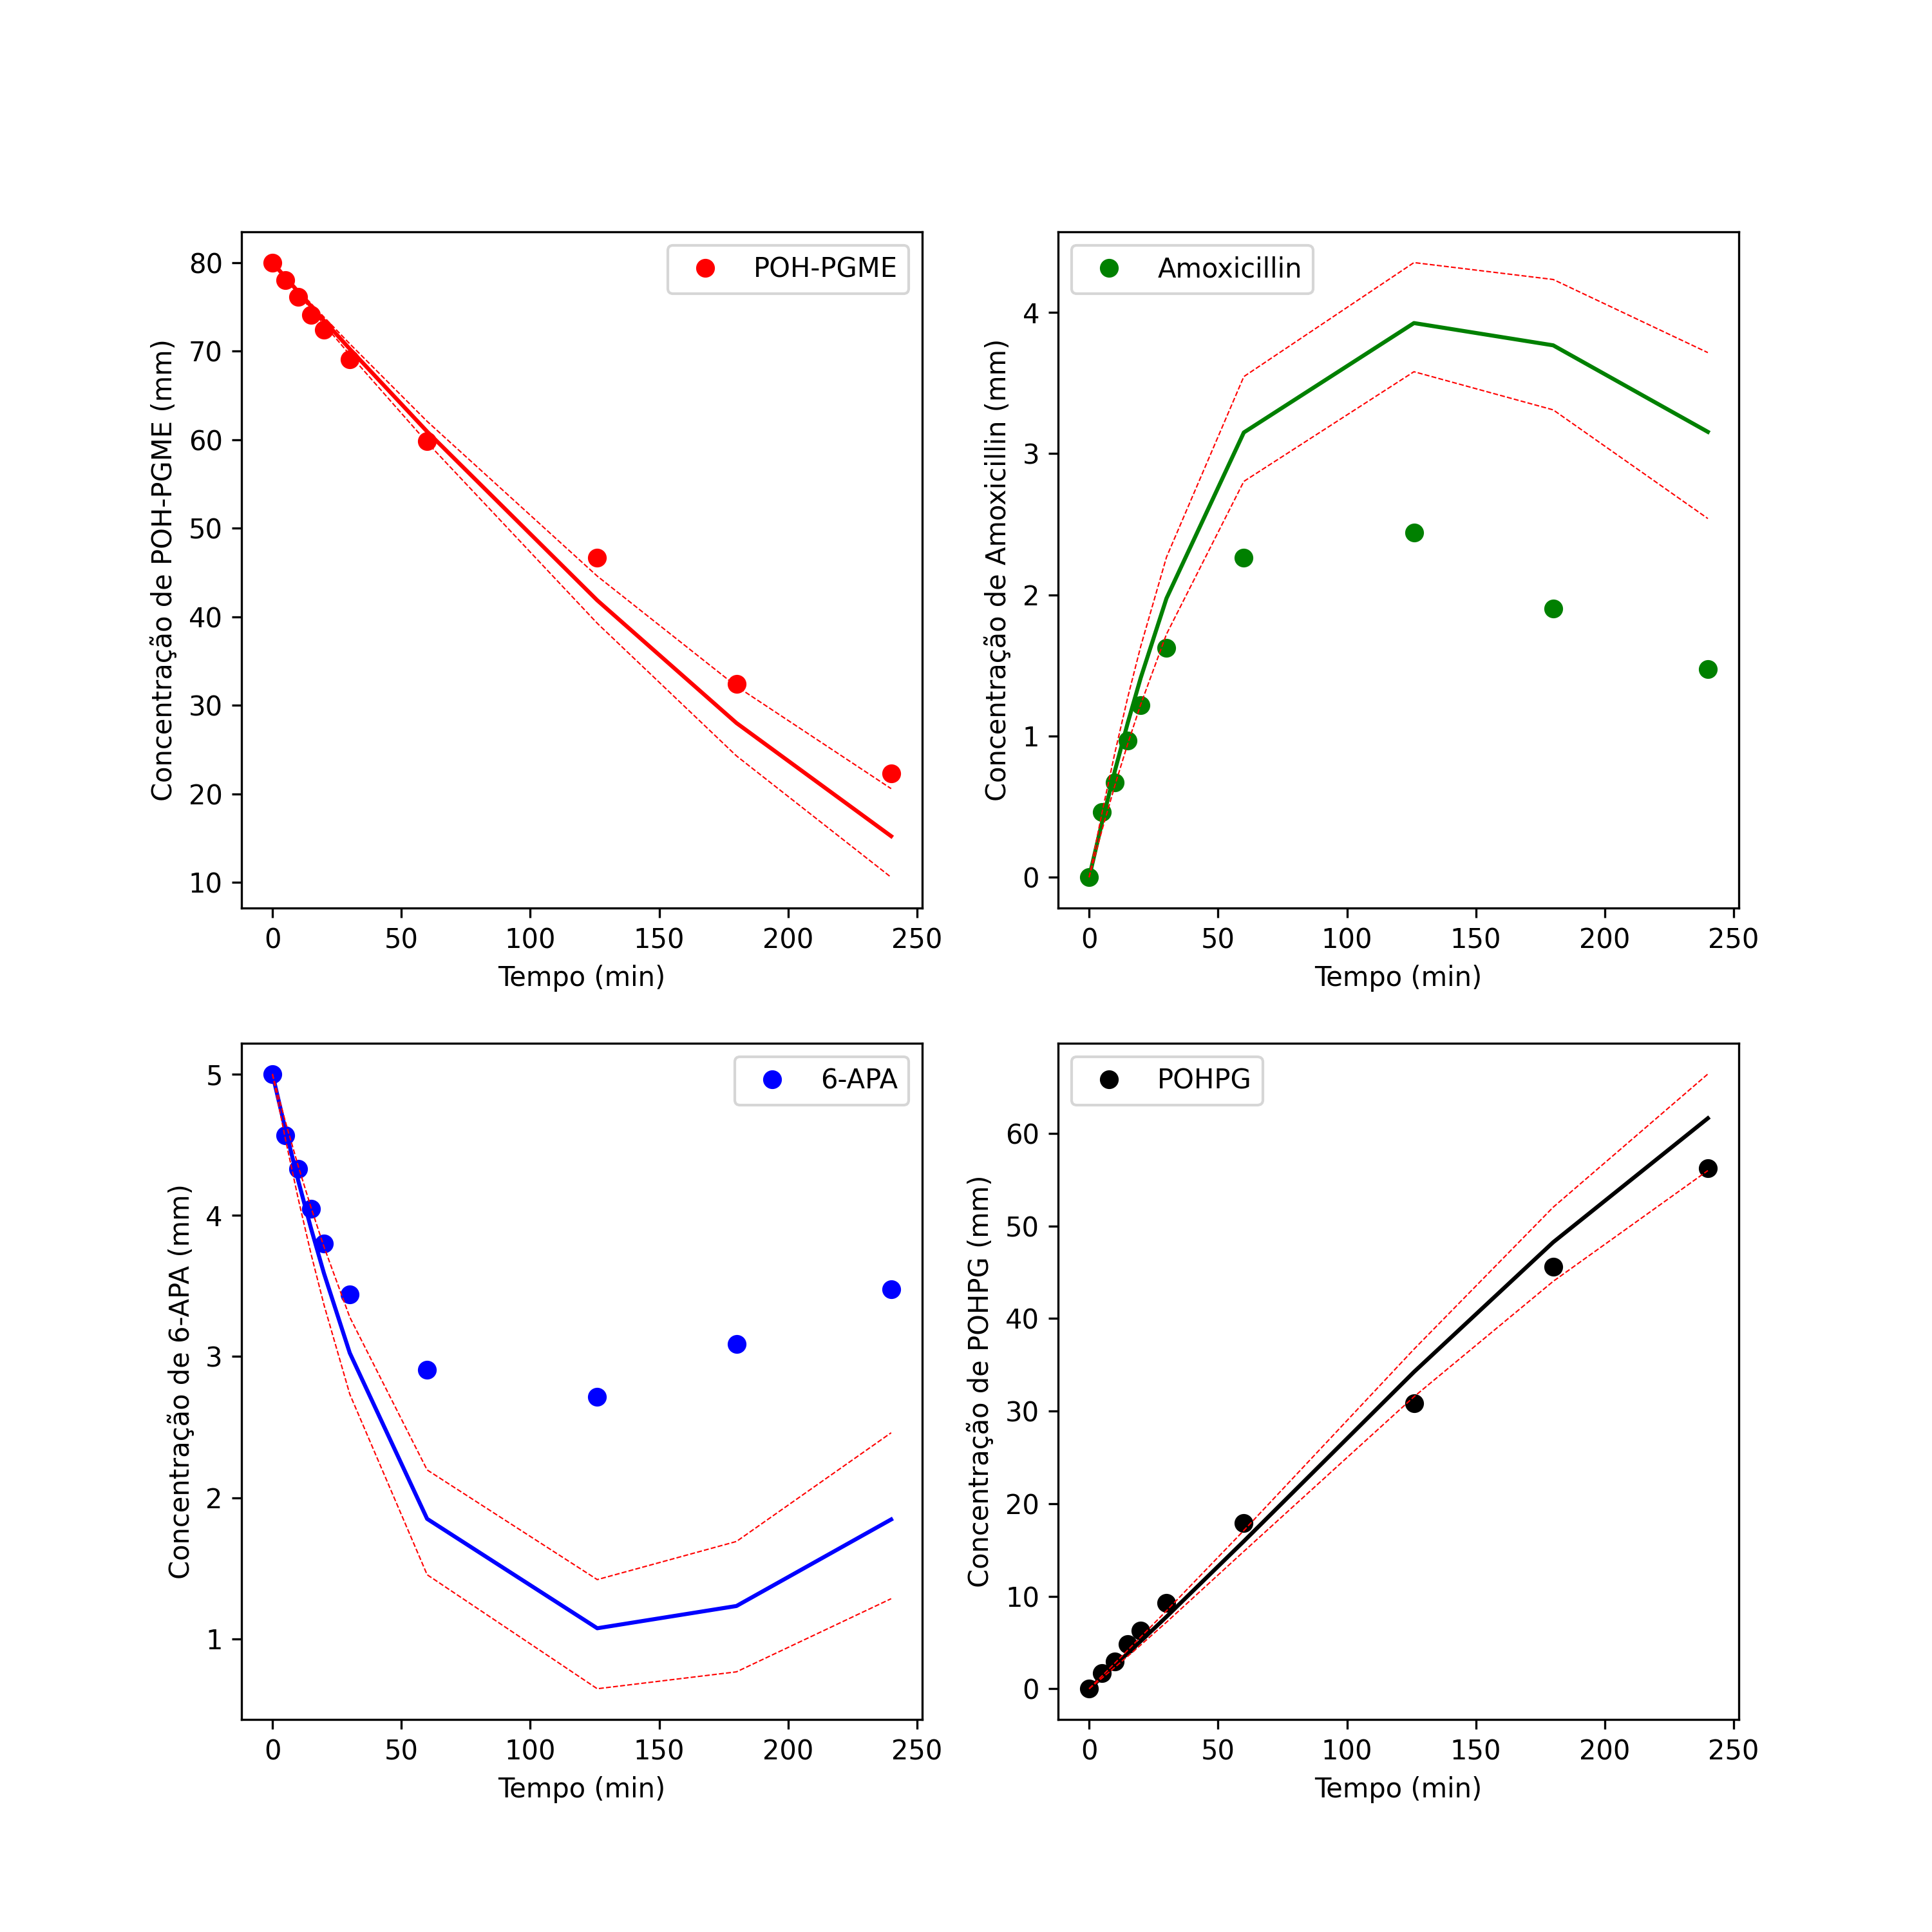 POH-PGME
Concentração de POH-PGME (mm)
80
70
60
50
40
30
20
10
0 50 100 150 200 250
Tempo (min)
Amoxicillin
Concentração de Amoxicillin (mm)
4
3
2
1
0
0 50 100 150 200 250
Tempo (min)
6-APA
Concentração de 6-APA (mm)
5
4
3
2
1
0 50 100 150 200 250
Tempo (min)
POHPG
Concentração de POHPG (mm)
60
50
40
30
20
10
0
0 50 100 150 200 250
Tempo (min)